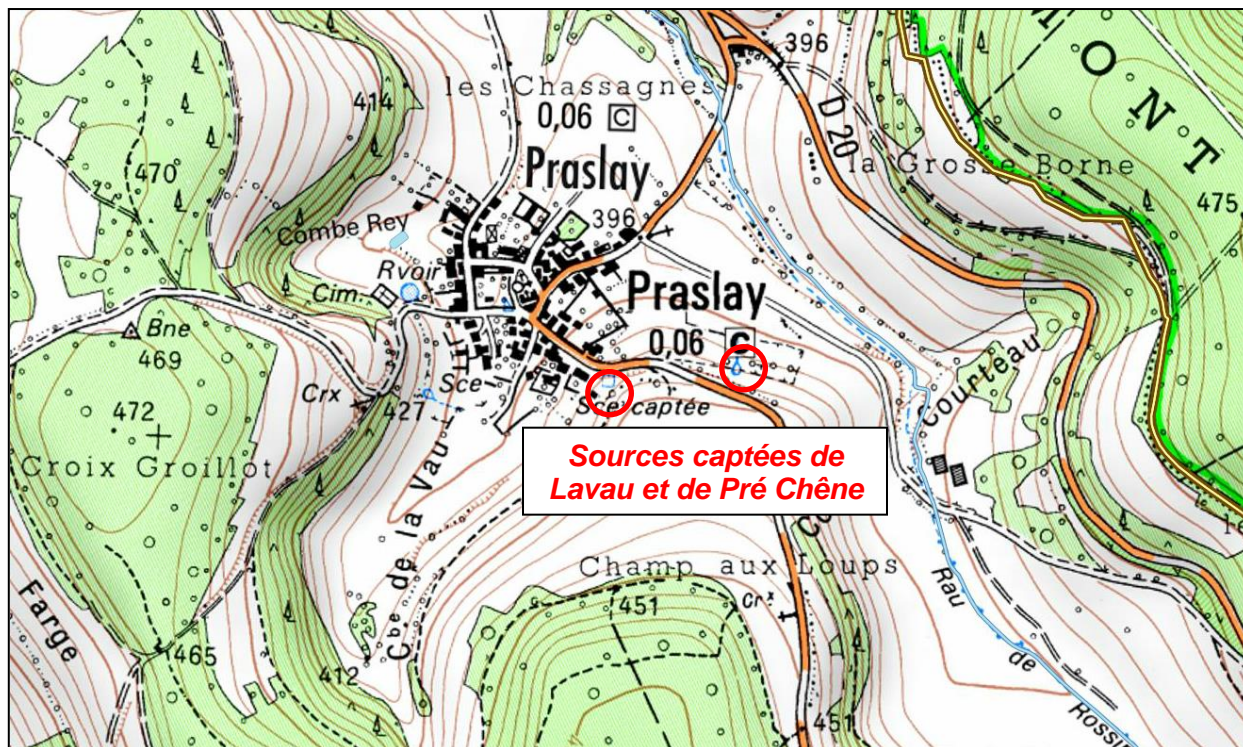 MONT
396
les Chassagnes
414
0,06 C
D 20
la Grosse Borne
Praslay
470
475,
396
Combe Rey
Rvoir
Cim.
Praslay
Bne
0,06 C
469
Sce
Courteau
Crx
427
Sce captée
472
Croix Groillot
Sources captées de
Lavau et de Pré Chêne
Cbe de la Vau
Champ aux Loups
451
Crx
Rau
de
Farge
465
412
451